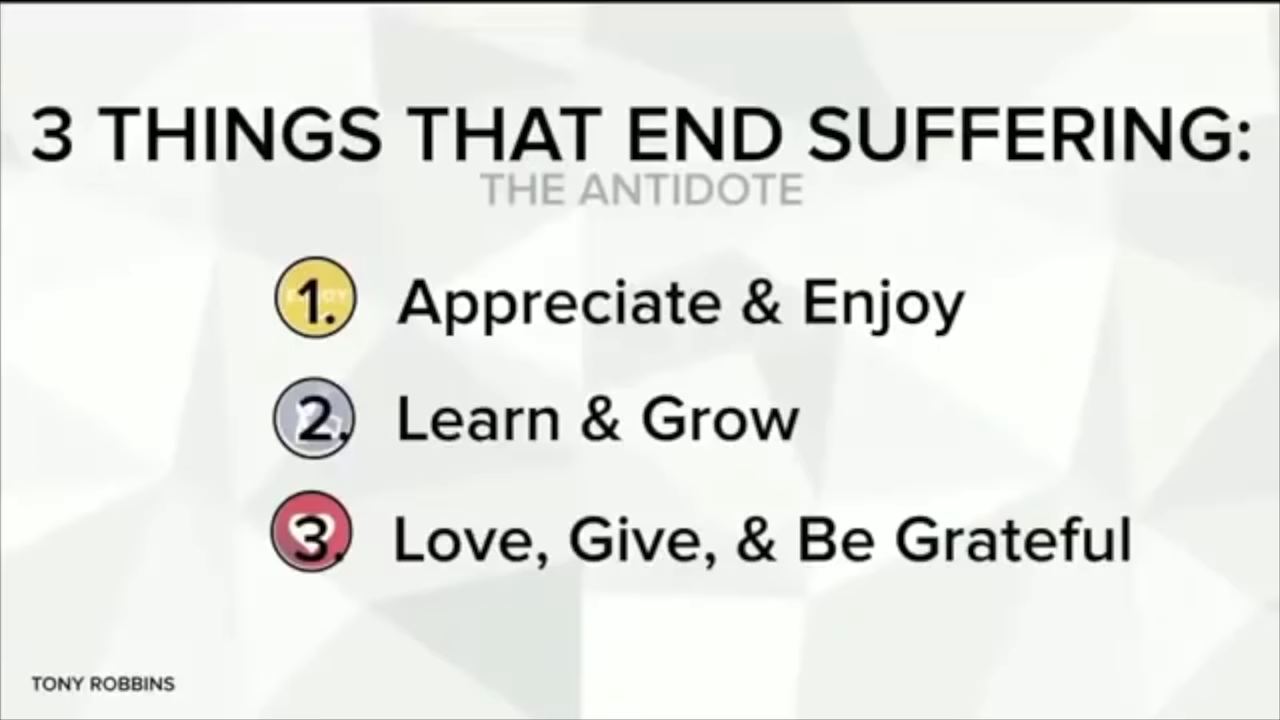 3 THINGS THAT END SUFFERING:
THE ANTIDOTE
1. Appreciate & Enjoy
2. Learn & Grow
3. Love, Give, & Be Grateful
TONY ROBBINS